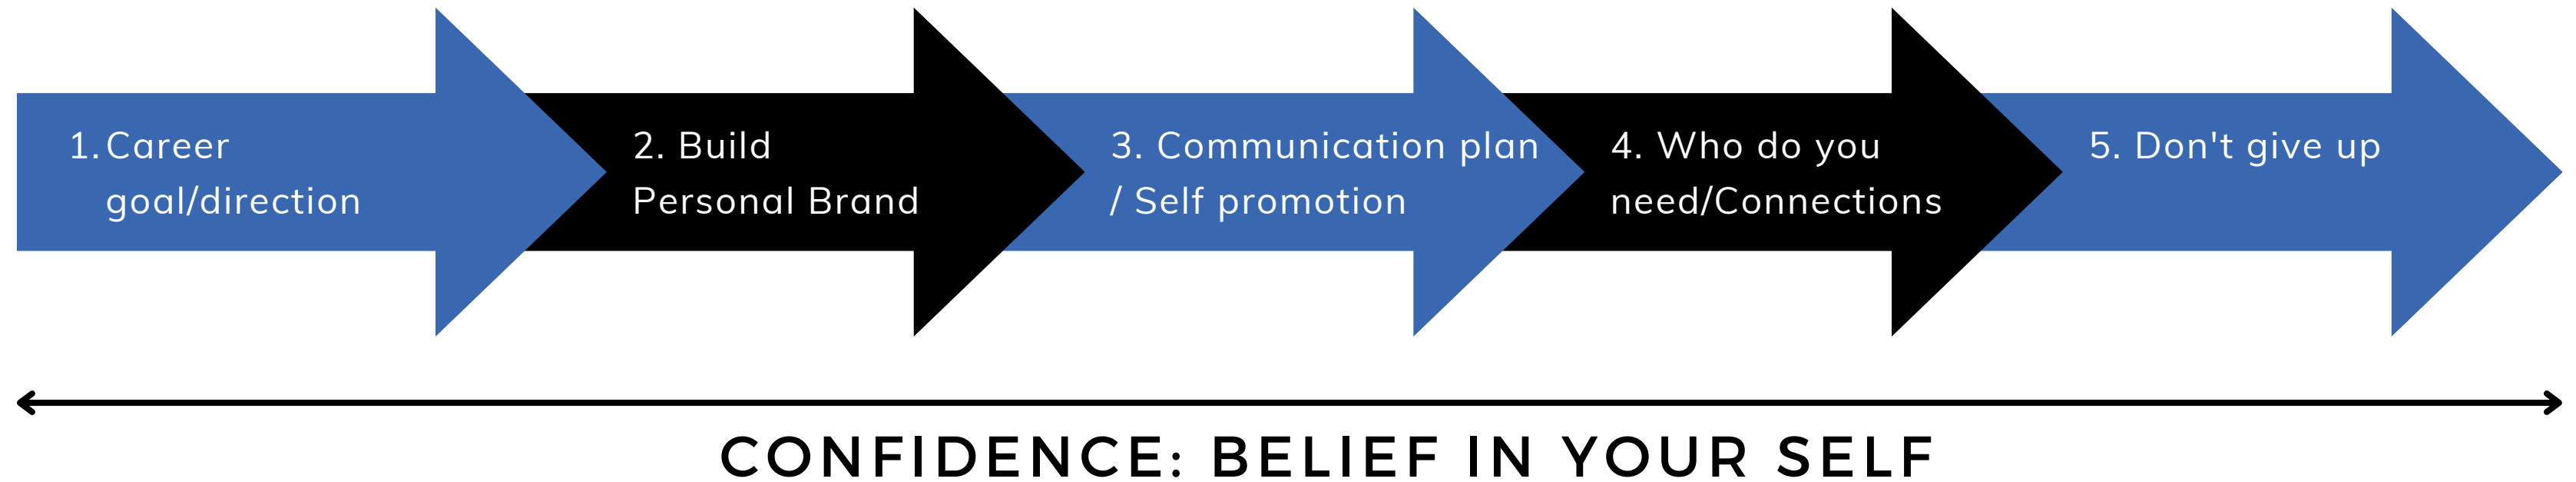 1. Career
goal/direction
2. Build
Personal Brand
3. Communication plan
/ Self promotion
4. Who do you
need/Connections
5. Don't give up
CONFIDENCE: BELIEF IN YOUR SELF